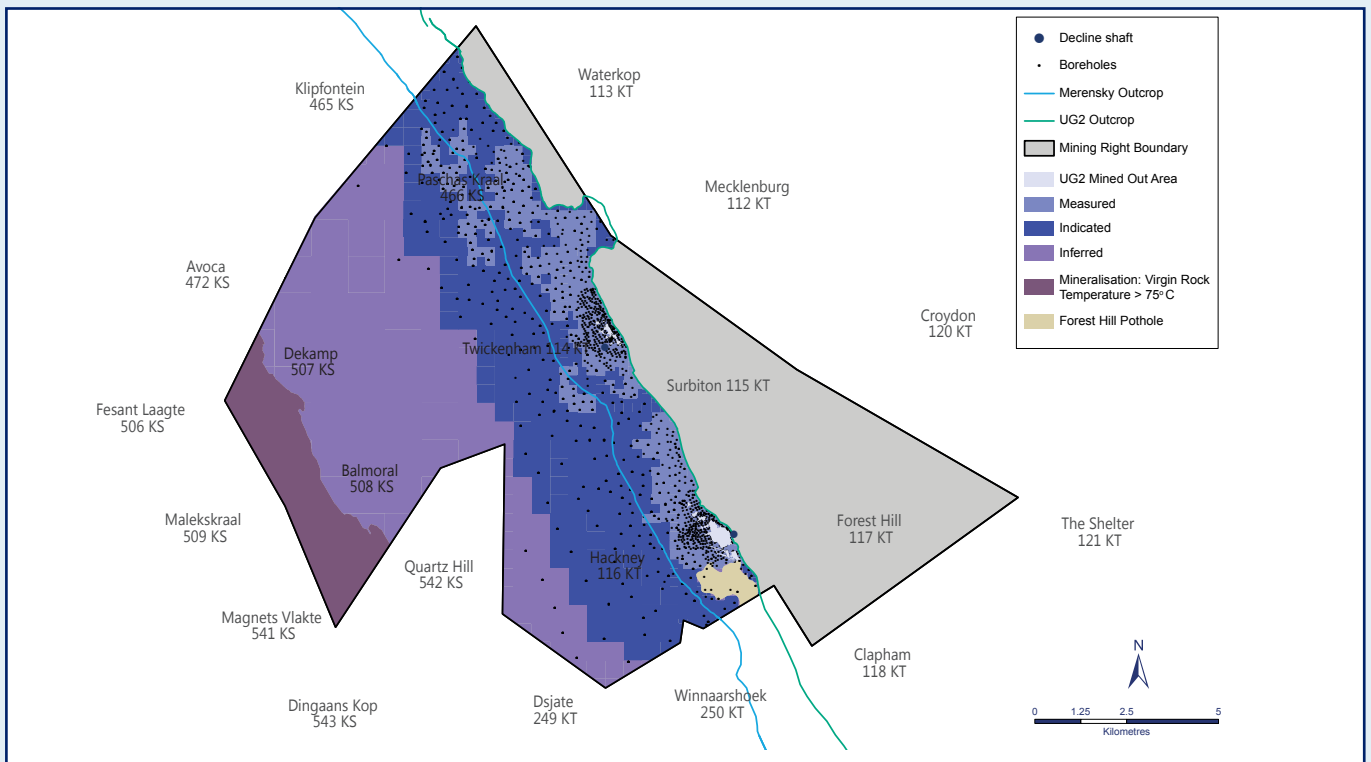 Klipfontein
465 KS
Waterkop
113 KT
Paschas Kraal
466 KS
Mecklenburg
112 KT
Avoca
472 KS
Croydon
120 KT
Dekamp
507 KS
Twickenham 114 KT
Surbiton 115 KT
Fesant Laagte
506 KS
Balmoral
508 KS
Malekskraal
509 KS
Forest Hill
117 KT
The Shelter
121 KT
Quartz Hill
542 KS
Hackney
116 KT
Magnets Vlakte
541 KS
Clapham
118 KT
Dingaans Kop
543 KS
Dsjate
249 KT
Winnaarshoek
250 KT
Decline shaft
Boreholes
Merensky Outcrop
UG2 Outcrop
Mining Right Boundary
UG2 Mined Out Area
Measured
Indicated
Inferred
Mineralisation: Virgin Rock
Temperature > 75°C
Forest Hill Pothole
N
0 1.25 2.5 5
Kilometres